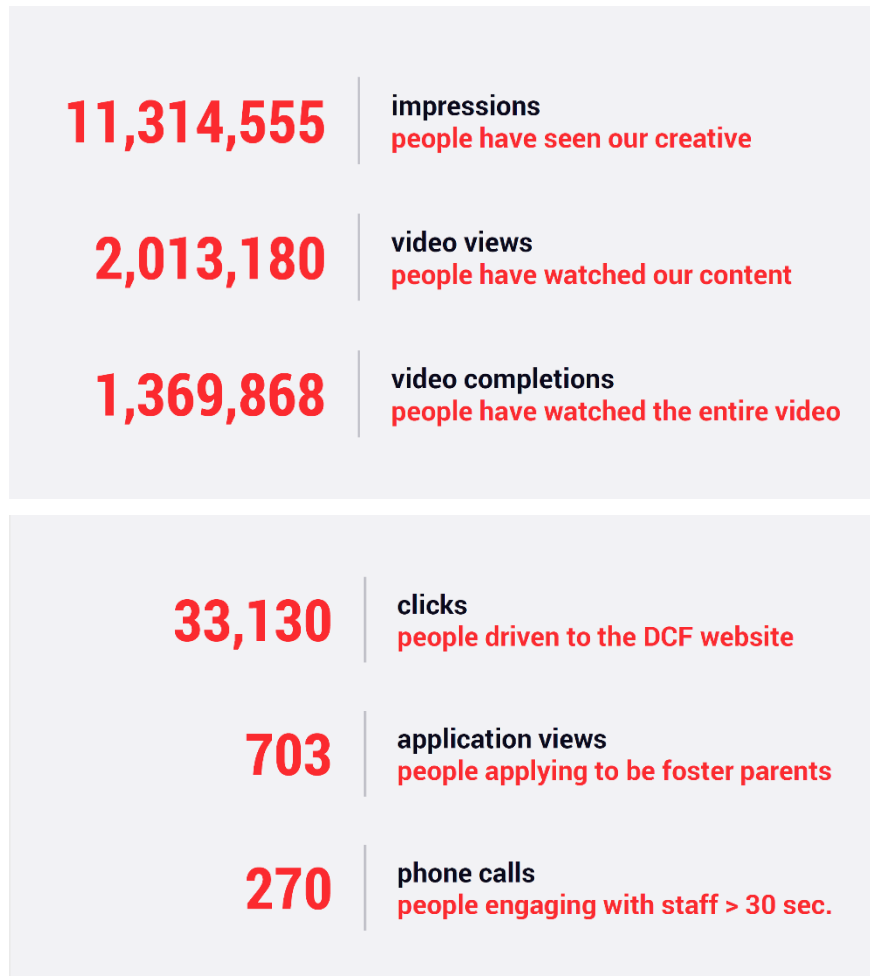 11,314,555
impressions
people have seen our creative
2,013,180
video views
people have watched our content
1,369,868
video completions
people have watched the entire video
33,130
clicks
people driven to the DCF website
703
application views
people applying to be foster parents
270
phone calls
people engaging with staff > 30 sec.